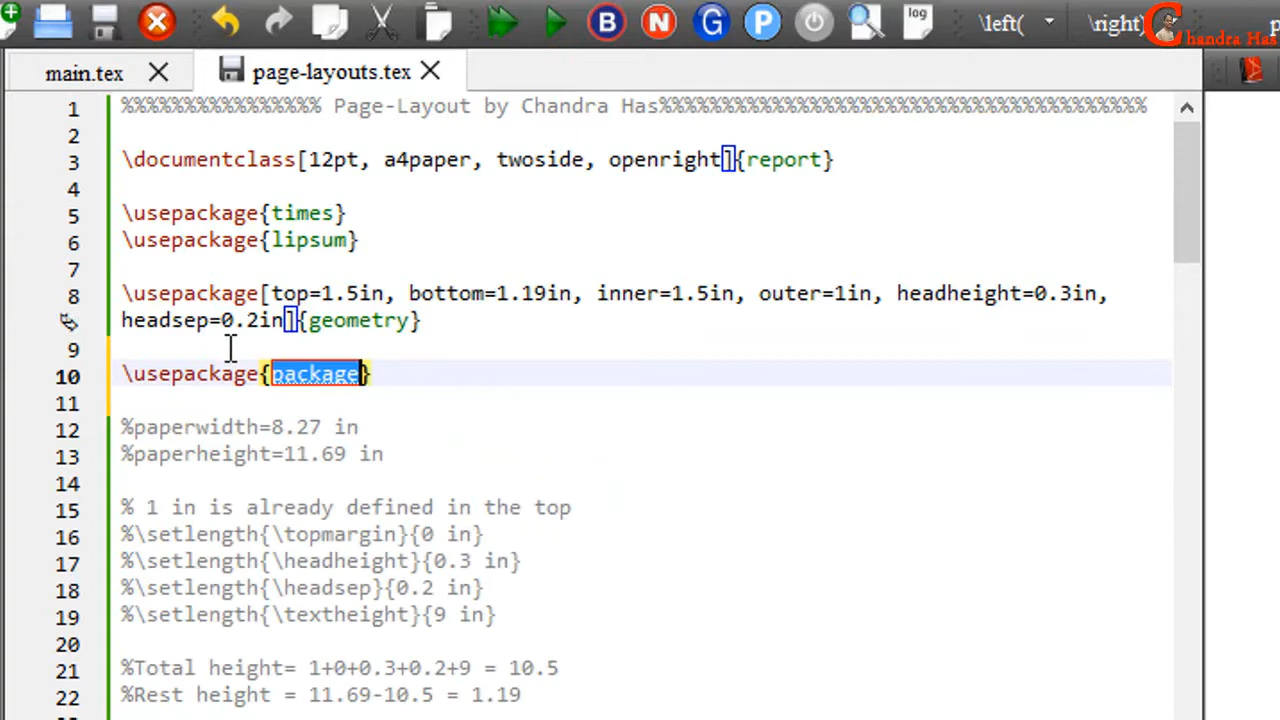 B N G P log \left( \right)
Chandra Has
main.tex page-layouts.tex
1 %%%%%%%%%%%%%%%% Page-Layout by Chandra Has%%%%%%%%%%%%%%%%%%%%%%%%%%%%%%%%%%%%%%%
2
3 \documentclass[12pt, a4paper, twoside, openright]{report}
4
5 \usepackage{times}
6 \usepackage{lipsum}
7
8 \usepackage[top=1.5in, bottom=1.19in, inner=1.5in, outer=1in, headheight=0.3in,
headsep=0.2in]{geometry}
9
10 \usepackage{package}
11
12 %paperwidth=8.27 in
13 %paperheight=11.69 in
14
15 % 1 in is already defined in the top
16 %\setlength{\topmargin}{0 in}
17 %\setlength{\headheight}{0.3 in}
18 %\setlength{\headsep}{0.2 in}
19 %\setlength{\textheight}{9 in}
20
21 %Total height= 1+0+0.3+0.2+9 = 10.5
22 %Rest height = 11.69-10.5 = 1.19